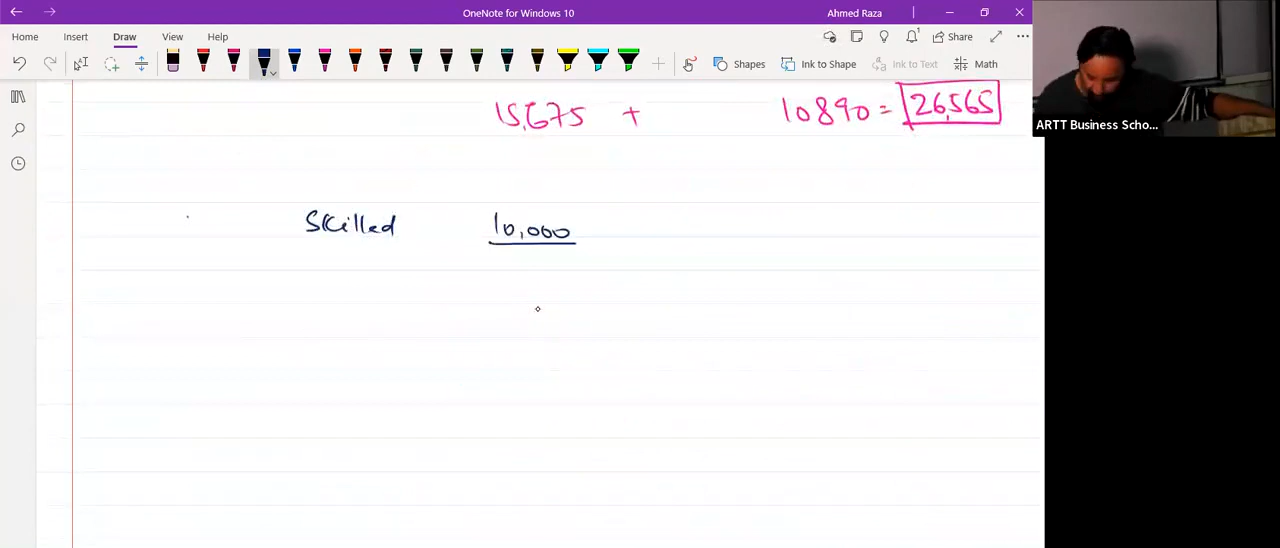 OneNote for Windows 10
Ahmed Raza
Home Insert Draw View Help
Share
Shapes Ink to Shape Ink to Text Math
ARTT Business Scho...
15,675 + 10890 = 26,565
Skilled 10,000